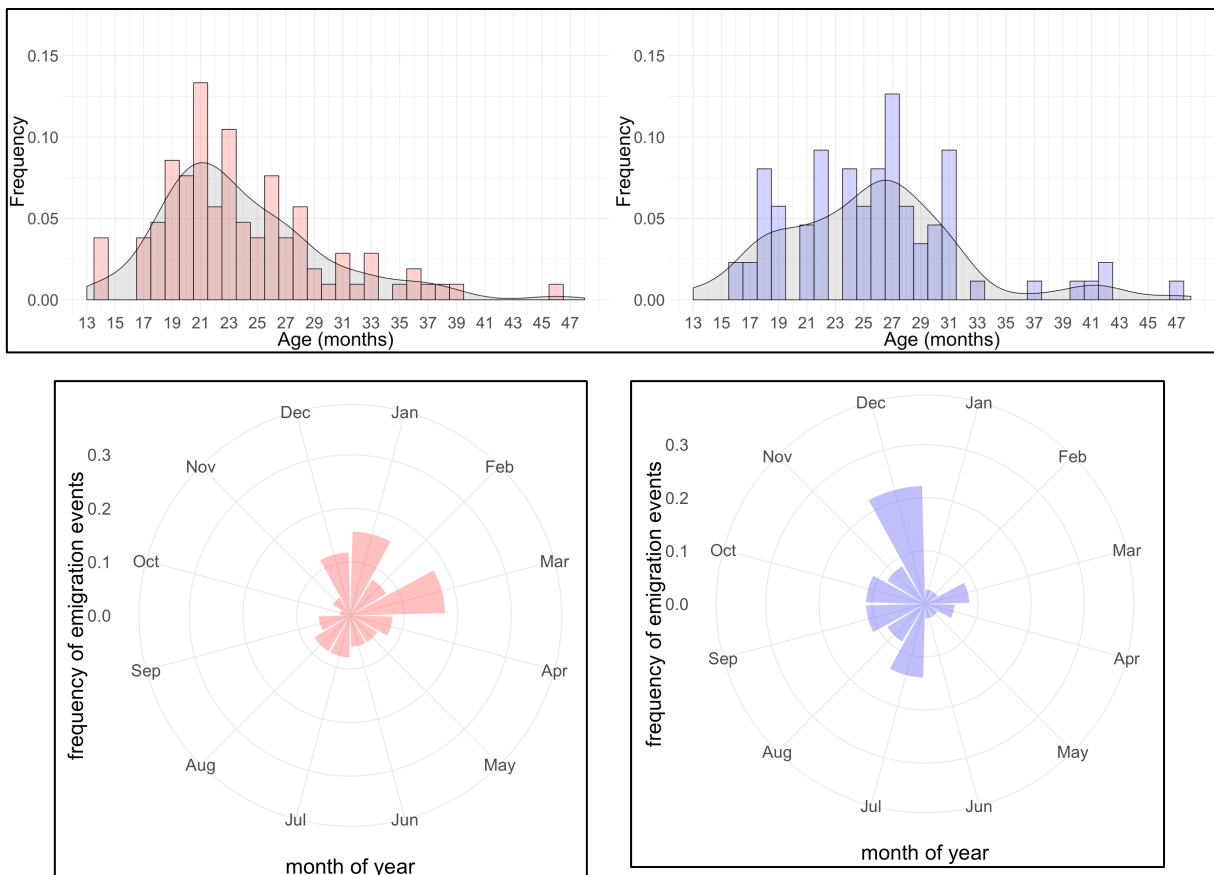 0.15
0.10
0.05
0.00
Frequency
13 15 17 19 21 23 25 27 29 31 33 35 37 39 41 43 45 47
Age (months)
0.15
0.10
0.05
0.00
Frequency
13 15 17 19 21 23 25 27 29 31 33 35 37 39 41 43 45 47
Age (months)
frequency of emigration events
0.3
0.2
0.1
0.0
Dec
Jan
Nov
Feb
Oct
Mar
Sep
Apr
Aug
May
Jul
Jun
month of year
frequency of emigration events
0.3
0.2
0.1
0.0
Dec
Jan
Nov
Feb
Oct
Mar
Sep
Apr
Aug
May
Jul
Jun
month of year